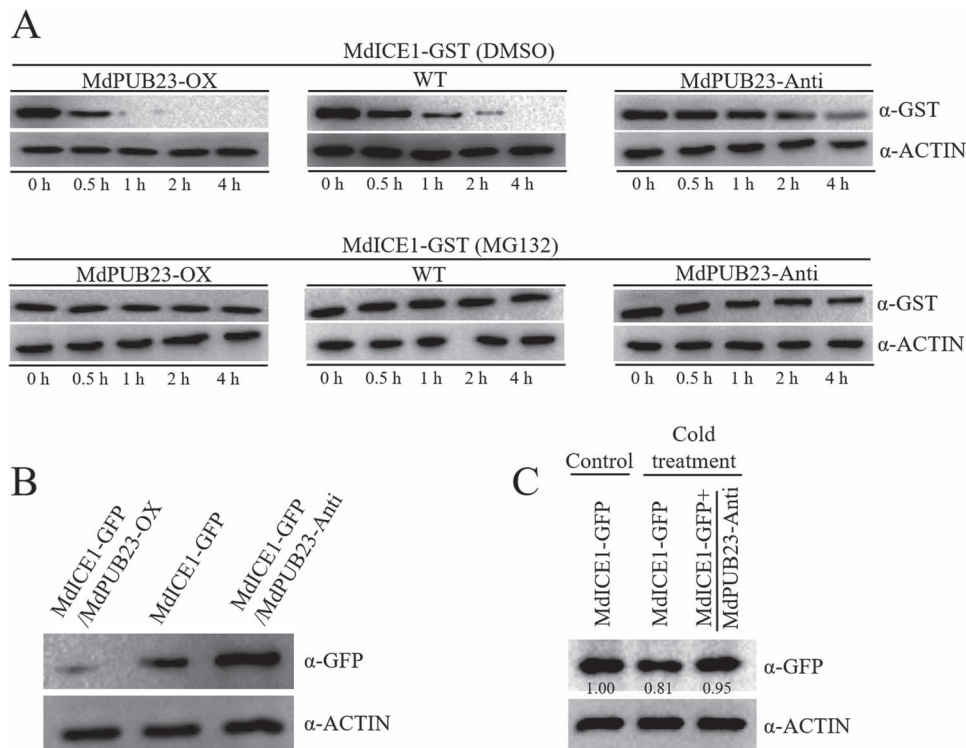 A
MdICE1-GST (DMSO)
MdPUB23-OX WT MdPUB23-Anti
α-GST
α-ACTIN
0 h 0.5 h 1 h 2 h 4 h 0 h 0.5 h 1 h 2 h 4 h 0 h 0.5 h 1 h 2 h 4 h
MdICE1-GST (MG132)
MdPUB23-OX WT MdPUB23-Anti
α-GST
α-ACTIN
0 h 0.5 h 1 h 2 h 4 h 0 h 0.5 h 1 h 2 h 4 h 0 h 0.5 h 1 h 2 h 4 h
B
MdICE1-GFP
/MdPUB23-OX
MdICE1-GFP
MdICE1-GFP
/MdPUB23-Anti
α-GFP
α-ACTIN
C
Control
Cold
treatment
MdICE1-GFP
MdICE1-GFP
MdICE1-GFP+
MdPUB23-Anti
α-GFP
1.00 0.81 0.95
α-ACTIN